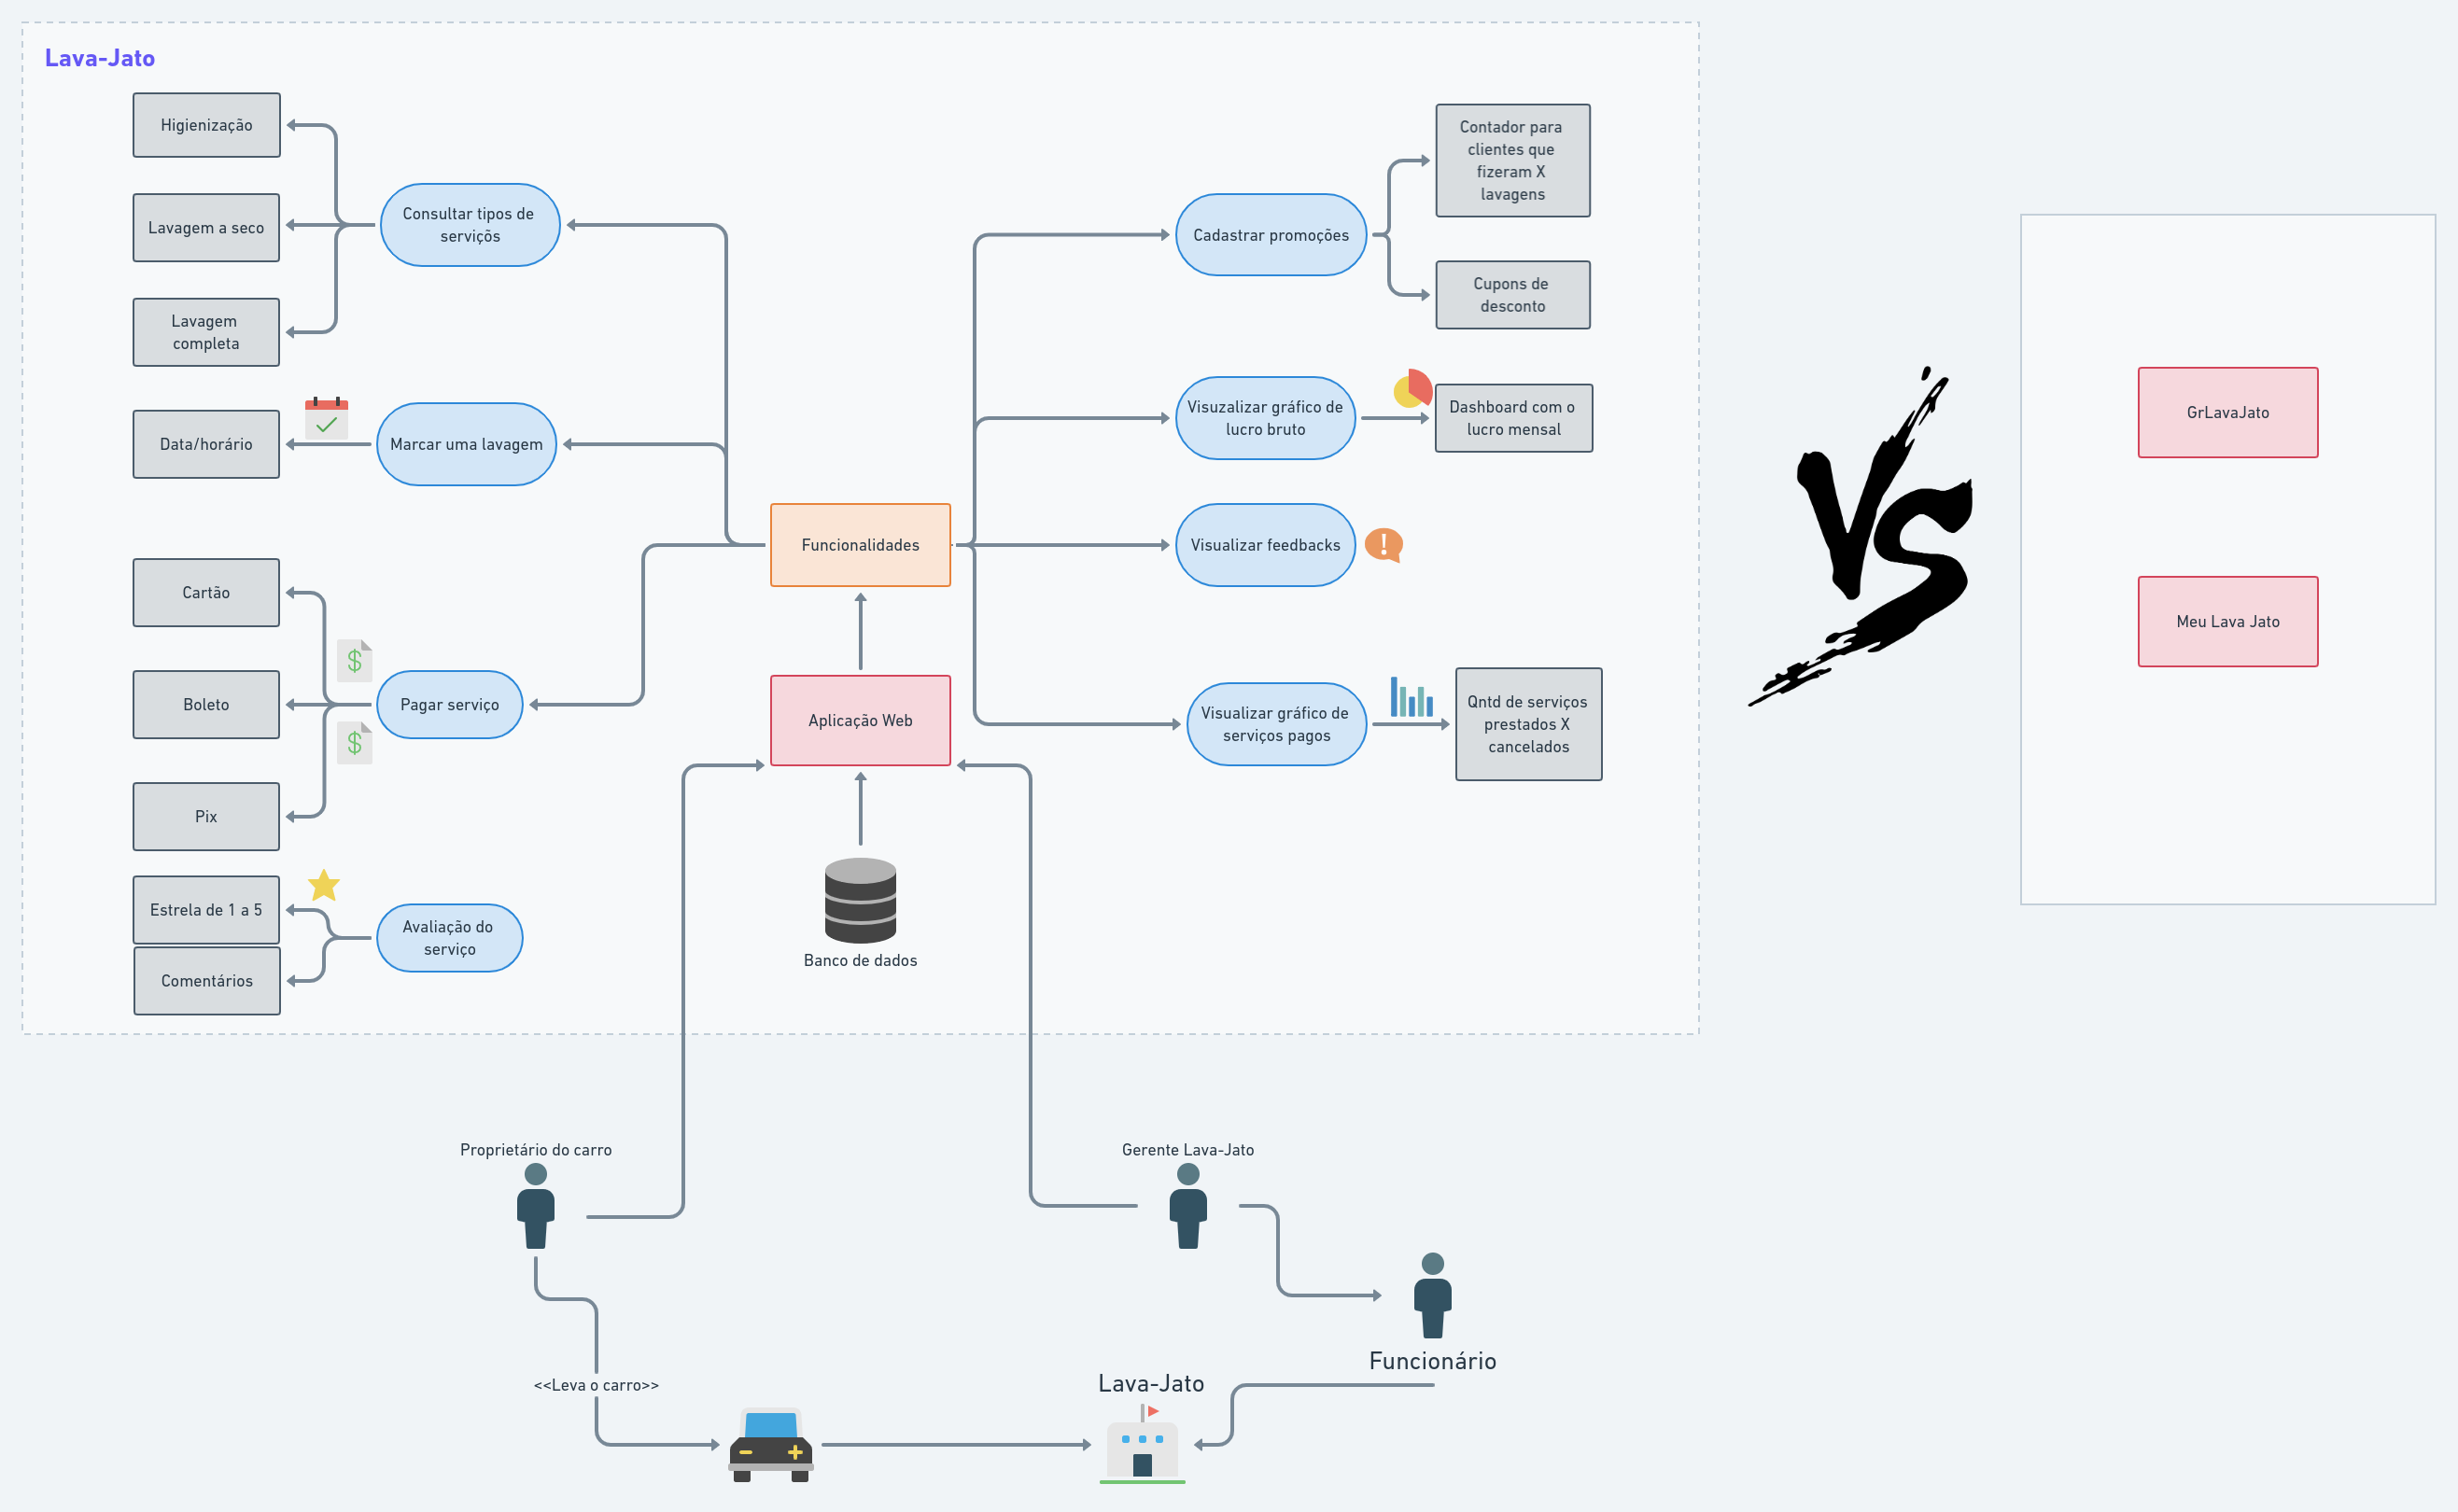 Lava-Jato
Higienização
Lavagem a seco
Lavagem
completa
Consultar tipos de
serviçõs
Data/horário
Marcar uma lavagem
Cartão
Boleto
Pix
$
$
Pagar serviço
Estrela de 1 a 5
Comentários
Avaliação do
serviço
Funcionalidades
Aplicação Web
Banco de dados
Cadastrar promoções
Contador para
clientes que
fizeram X
lavagens
Cupons de
desconto
Visuzalizar gráfico de
lucro bruto
Dashboard com o
lucro mensal
Visualizar feedbacks
!
Visualizar gráfico de
serviços pagos
Qntd de serviços
prestados X
cancelados
VS
GrLavaJato
Meu Lava Jato
Proprietário do carro
Gerente Lava-Jato
Funcionário
<<Leva o carro>>
Lava-Jato